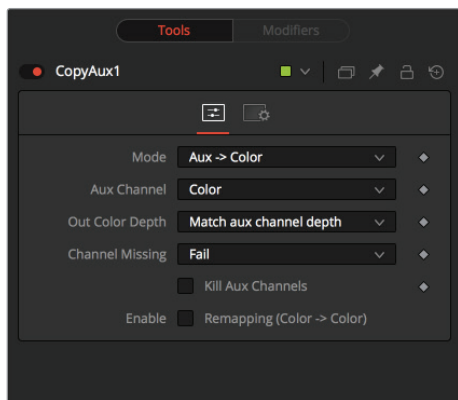 Tools Modifiers
CopyAux1
Mode Aux -> Color
Aux Channel Color
Out Color Depth Match aux channel depth
Channel Missing Fail
Kill Aux Channels
Enable Remapping (Color -> Color)